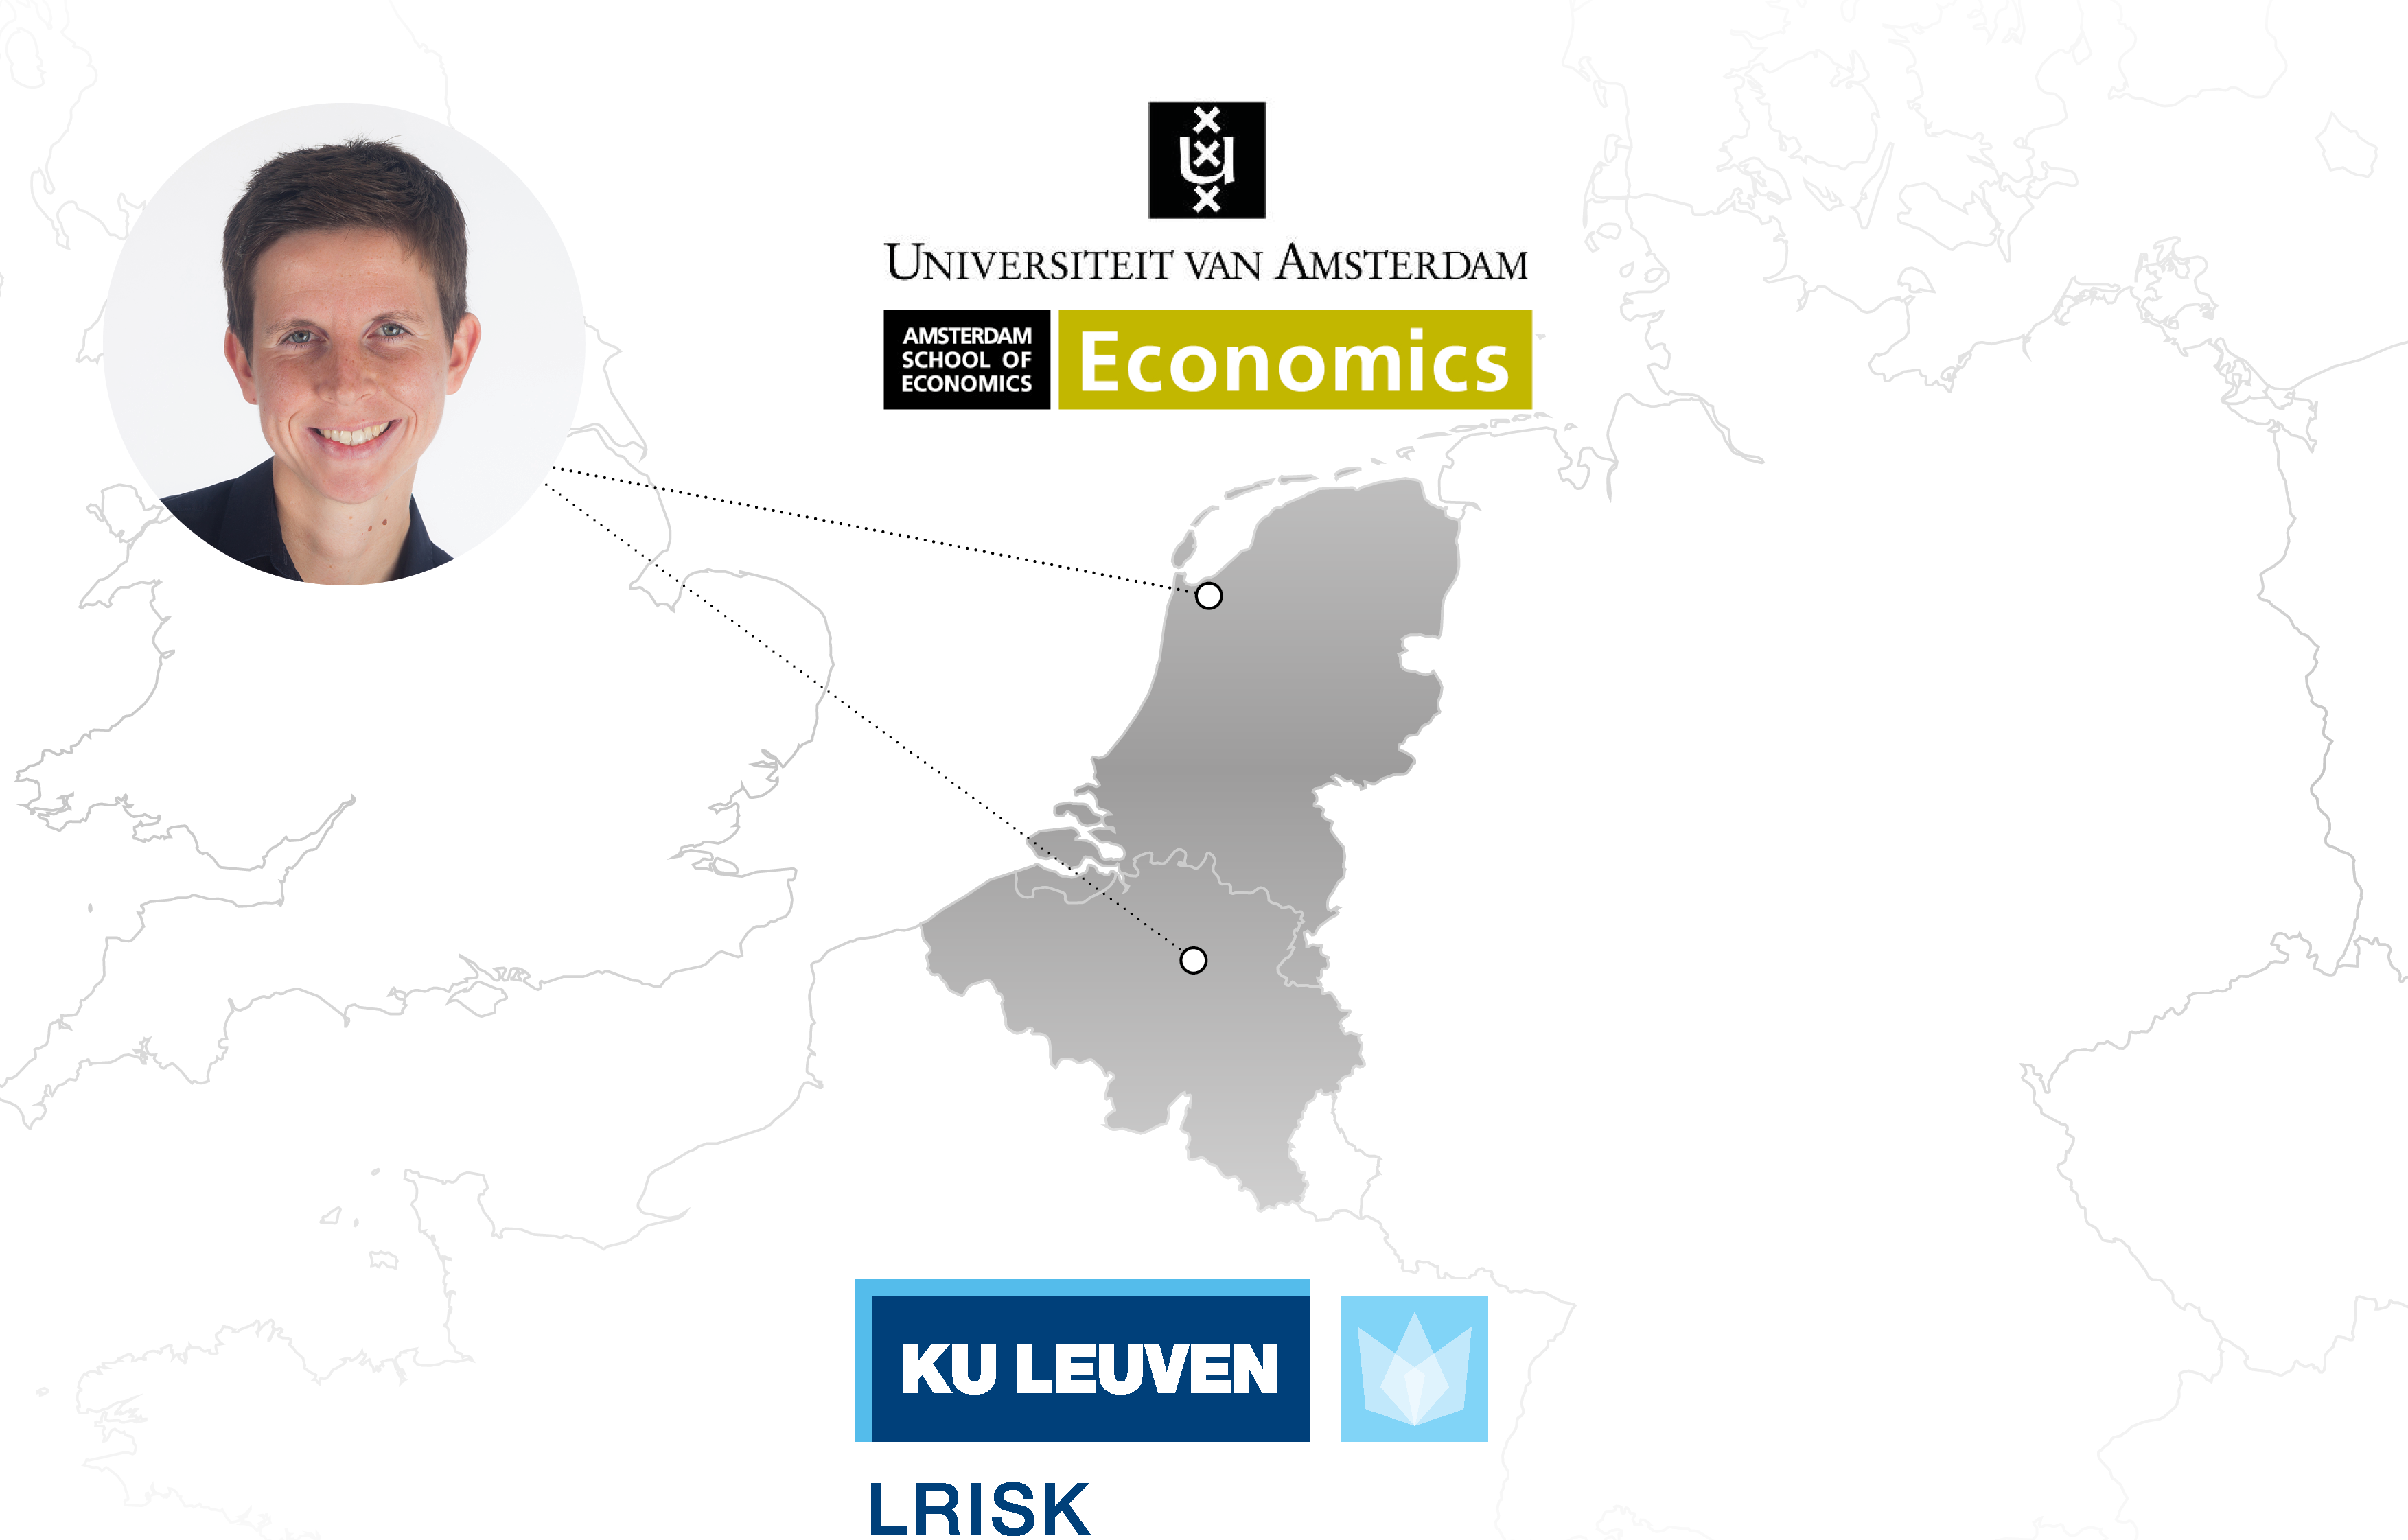 UNIVERSITEIT VAN AMSTERDAM
AMSTERDAM
SCHOOL OF
ECONOMICS
Economics
KU LEUVEN
LRISK